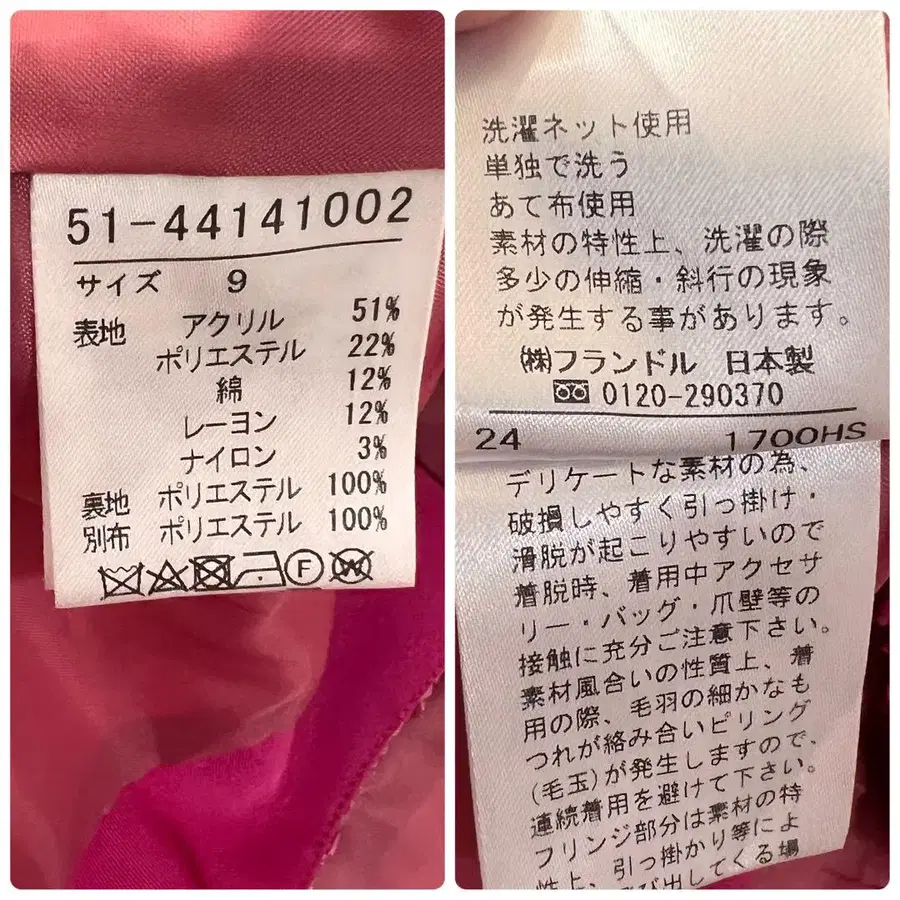 51-44141002
サイズ 9
表地 アクリル 51%
ポリエステル 22%
綿 12%
レーヨン 12%
ナイロン 3%
裏地 ポリエステル 100%
別布 ポリエステル 100%
F W
洗濯ネット使用
単独で洗う
あて布使用
素材の特性上、洗濯の際
多少の伸縮・斜行の現象
が発生する事があります。
㈱フランドル 日本製
0120-290370
24 1700HS
デリケートな素材の為、
破損しやすく引っ掛け・
滑脱が起こりやすいので
着脱時、着用中アクセサ
リー・バッグ・爪壁等の
接触に充分ご注意下さい。
素材風合いの性質上、着
用の際、毛羽の細かなも
つれが絡み合いピリング
(毛玉)が発生しますので、
連続着用を避けて下さい。
フリンジ部分は素材の特
性上、引っ掛かり等によ
び出してくる場